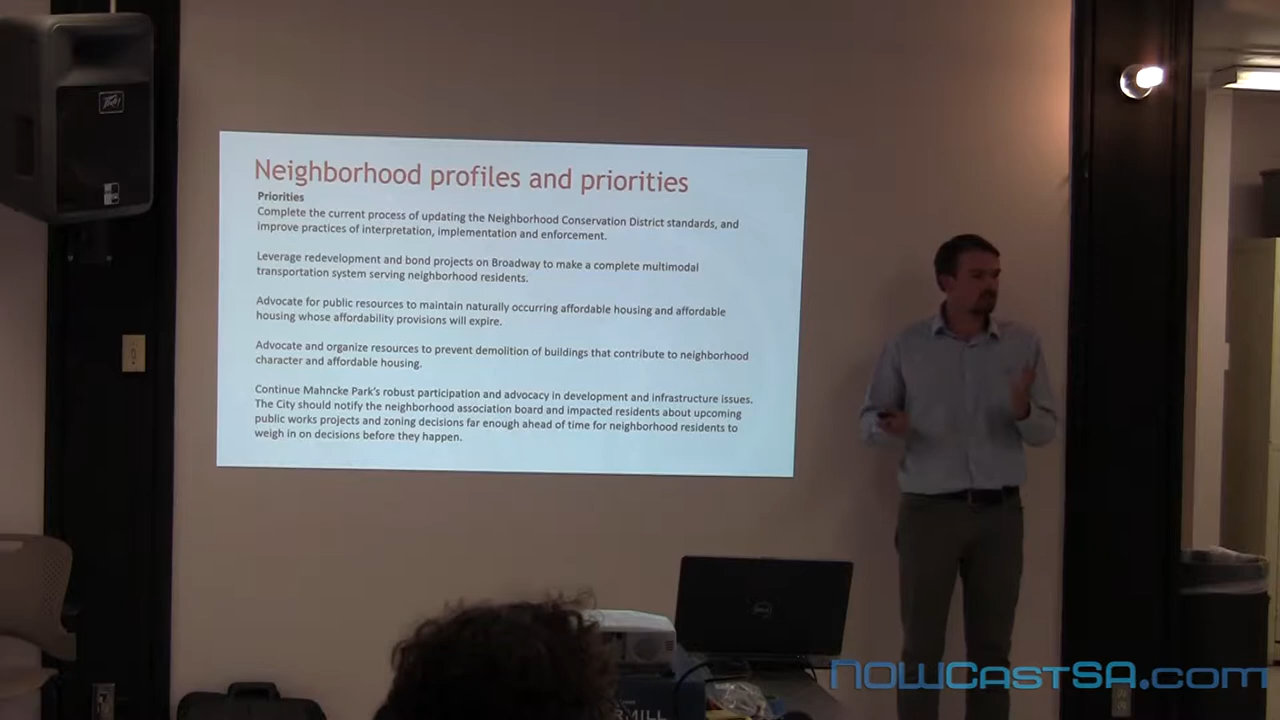 Neighborhood profiles and priorities
Priorities
Complete the current process of updating the Neighborhood Conservation District standards, and
improve practices of interpretation, implementation and enforcement.
Leverage redevelopment and bond projects on Broadway to make a complete multimodal
transportation system serving neighborhood residents.
Advocate for public resources to maintain naturally occurring affordable housing and affordable
housing whose affordability provisions will expire.
Advocate and organize resources to prevent demolition of buildings that contribute to neighborhood
character and affordable housing.
Continue Mahncke Park's robust participation and advocacy in development and infrastructure issues.
The City should notify the neighborhood association board and impacted residents about upcoming
public works projects and zoning decisions far enough ahead of time for neighborhood residents to
weigh in on decisions before they happen.
PEAVEY
DELL
NOWCASTSA.com